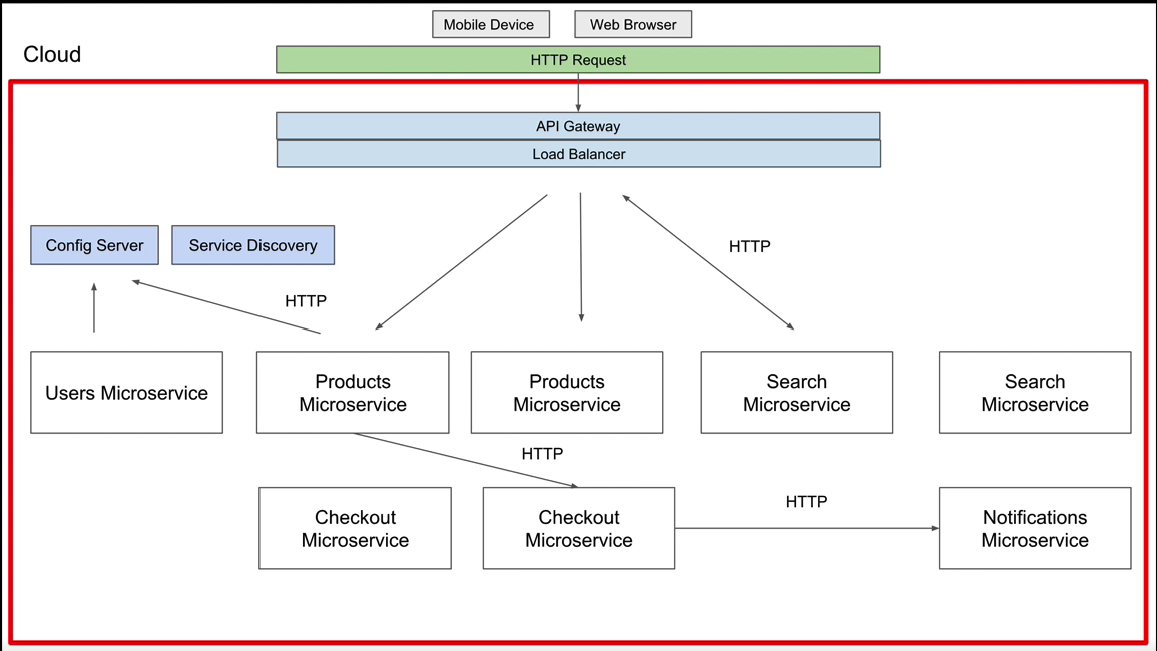 Mobile Device
Web Browser
Cloud
HTTP Request
API Gateway
Load Balancer
Config Server
Service Discovery
HTTP
HTTP
Users Microservice
Products
Microservice
Products
Microservice
Search
Microservice
Search
Microservice
HTTP
Checkout
Microservice
Checkout
Microservice
HTTP
Notifications
Microservice